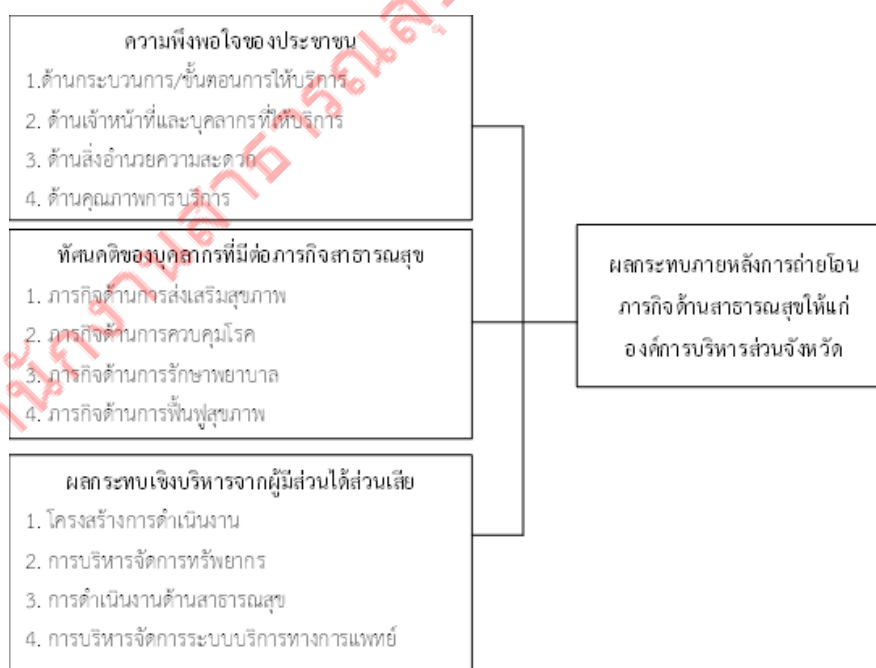 ความพึงพอใจของประชาชน
1.ด้านกระบวนการ/ขั้นตอนการให้บริการ
2. ด้านเจ้าหน้าที่และบุคลากรที่ให้บริการ
3. ด้านสิ่งอำนวยความสะดวก
4. ด้านคุณภาพการบริการ
ทัศนคติของบุคลากรที่มีต่อภารกิจสาธารณสุข
1. ภารกิจด้านการส่งเสริมสุขภาพ
2. ภารกิจด้านการควบคุมโรค
3. ภารกิจด้านการรักษาพยาบาล
4. ภารกิจด้านการฟื้นฟูสุขภาพ
ผลกระทบเชิงบริหารจากผู้มีส่วนได้ส่วนเสีย
1. โครงสร้างการดำเนินงาน
2. การบริหารจัดการทรัพยากร
3. การดำเนินงานด้านสาธารณสุข
4. การบริหารจัดการระบบบริการทางการแพทย์
ผลกระทบภายหลังการถ่ายโอน
ภารกิจด้านสาธารณสุขให้แก่
องค์การบริหารส่วนจังหวัด